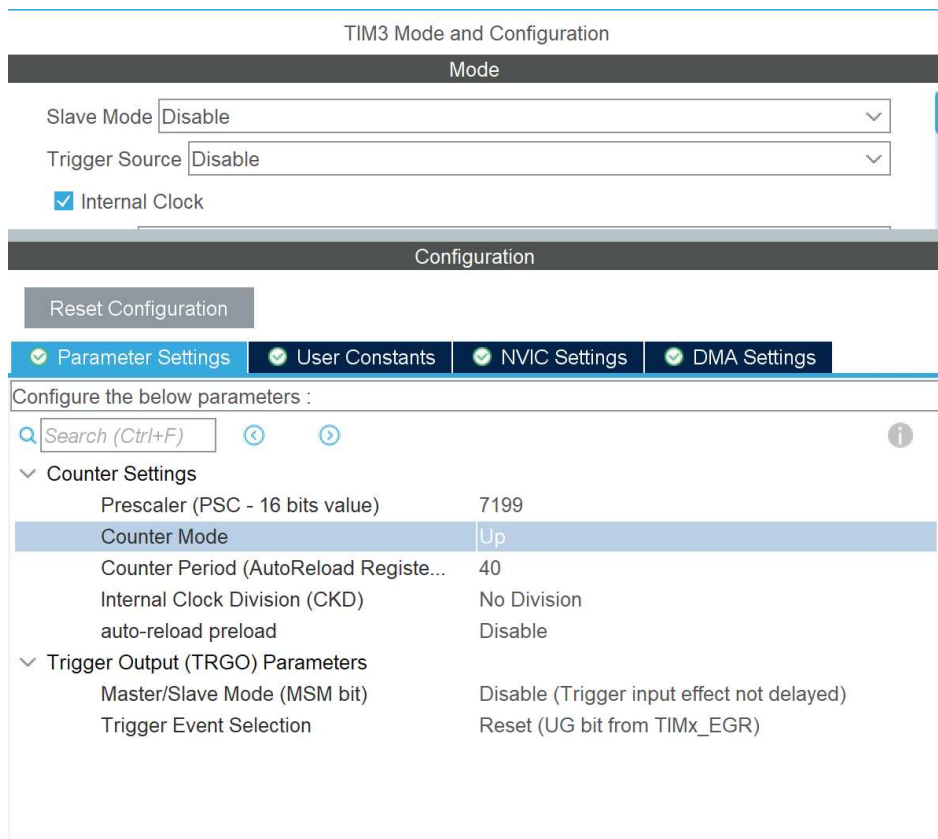 TIM3 Mode and Configuration
Mode
Slave Mode Disable
Trigger Source Disable
Internal Clock
Configuration
Reset Configuration
Parameter Settings User Constants NVIC Settings DMA Settings
Configure the below parameters :
Search (Ctrl+F)
Counter Settings
Prescaler (PSC - 16 bits value) 7199
Counter Mode Up
Counter Period (AutoReload Registe... 40
Internal Clock Division (CKD) No Division
auto-reload preload Disable
Trigger Output (TRGO) Parameters
Master/Slave Mode (MSM bit) Disable (Trigger input effect not delayed)
Trigger Event Selection Reset (UG bit from TIMx_EGR)